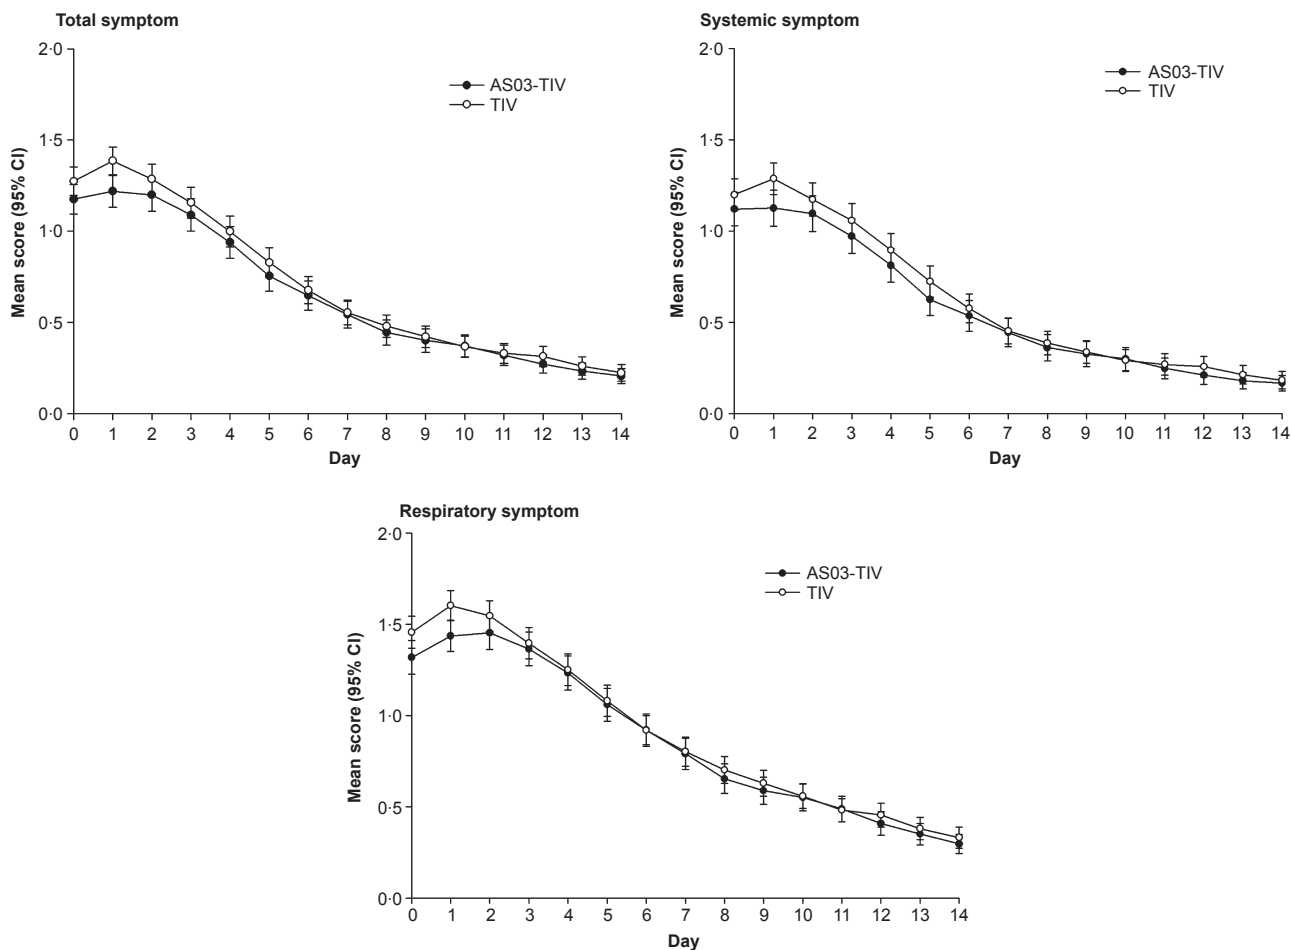 Total symptom
2·0
1·5
1·0
0·5
0·0
Mean score (95% CI)
AS03-TIV
TIV
0 1 2 3 4 5 6 7 8 9 10 11 12 13 14
Day
Systemic symptom
2·0
1·5
1·0
0·5
0·0
Mean score (95% CI)
AS03-TIV
TIV
0 1 2 3 4 5 6 7 8 9 10 11 12 13 14
Day
Respiratory symptom
2·0
1·5
1·0
0·5
0·0
Mean score (95% CI)
AS03-TIV
TIV
0 1 2 3 4 5 6 7 8 9 10 11 12 13 14
Day